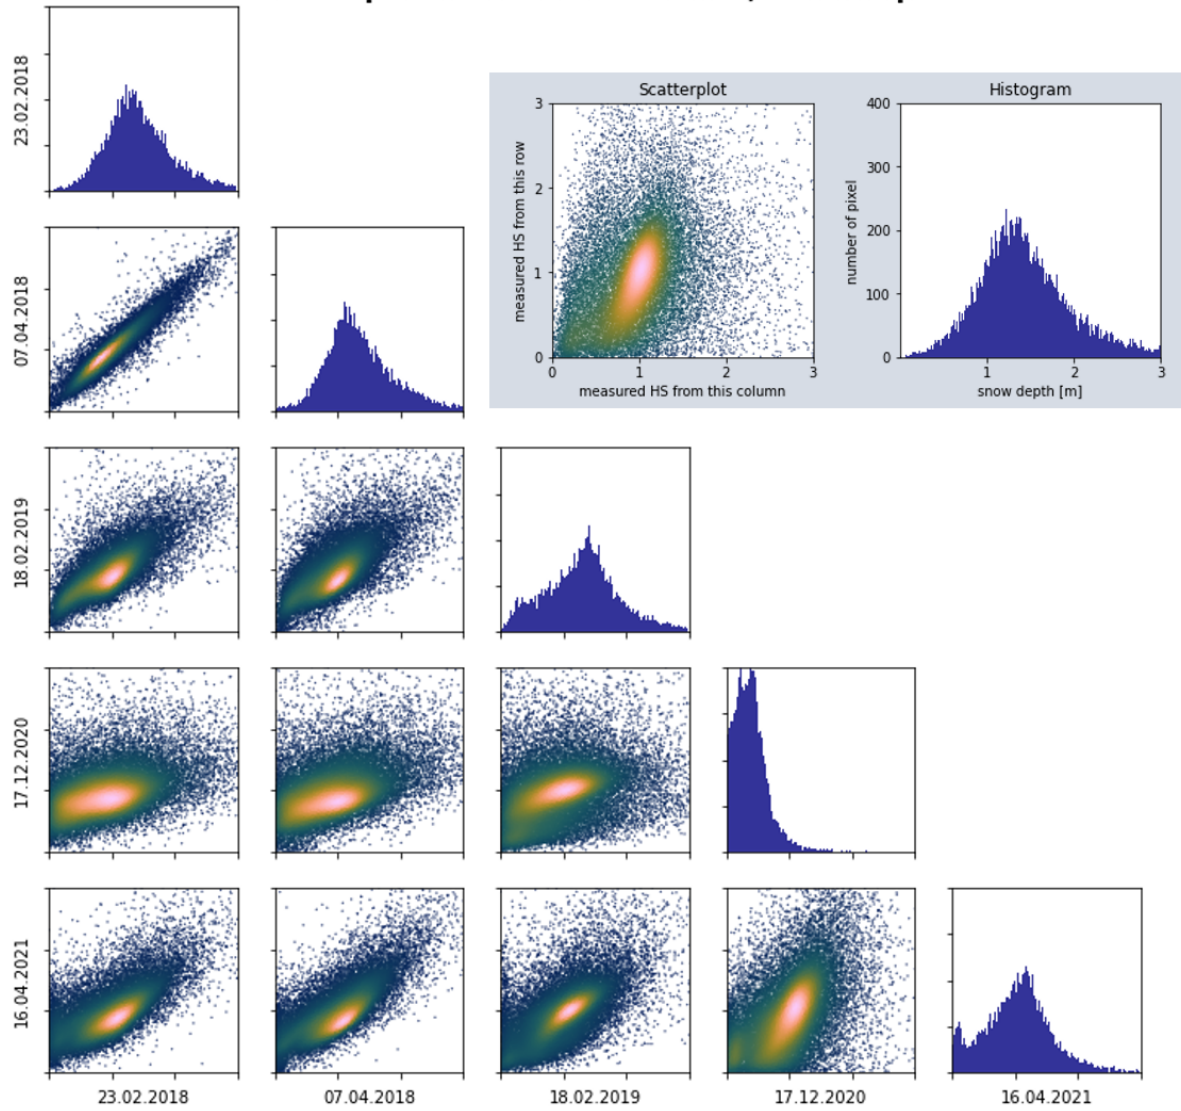 23.02.2018
Scatterplot
Histogram
3
2
1
0
measured HS from this row
0 1 2 3
measured HS from this column
400
300
200
100
0
number of pixel
1 2 3
snow depth [m]
07.04.2018
18.02.2019
17.12.2020
16.04.2021
23.02.2018 07.04.2018 18.02.2019 17.12.2020 16.04.2021